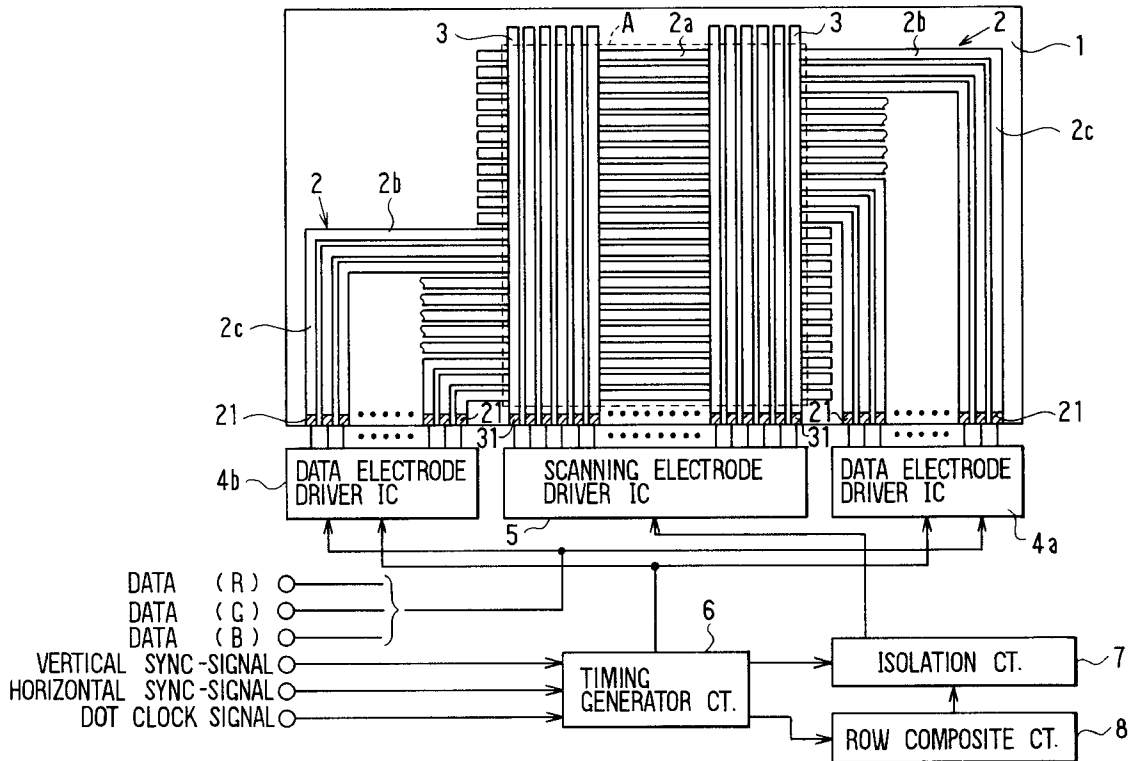 3 A 2a 3 2b 2 1
2c
2 2b
2c
21 21 31 21 31 21
4b DATA ELECTRODE DRIVER IC
SCANNING ELECTRODE DRIVER IC
DATA ELECTRODE DRIVER IC
5 4a
DATA (R)
DATA (G)
DATA (B)
VERTICAL SYNC-SIGNAL
HORIZONTAL SYNC-SIGNAL
DOT CLOCK SIGNAL
6
TIMING
GENERATOR CT.
ISOLATION CT. 7
ROW COMPOSITE CT. 8